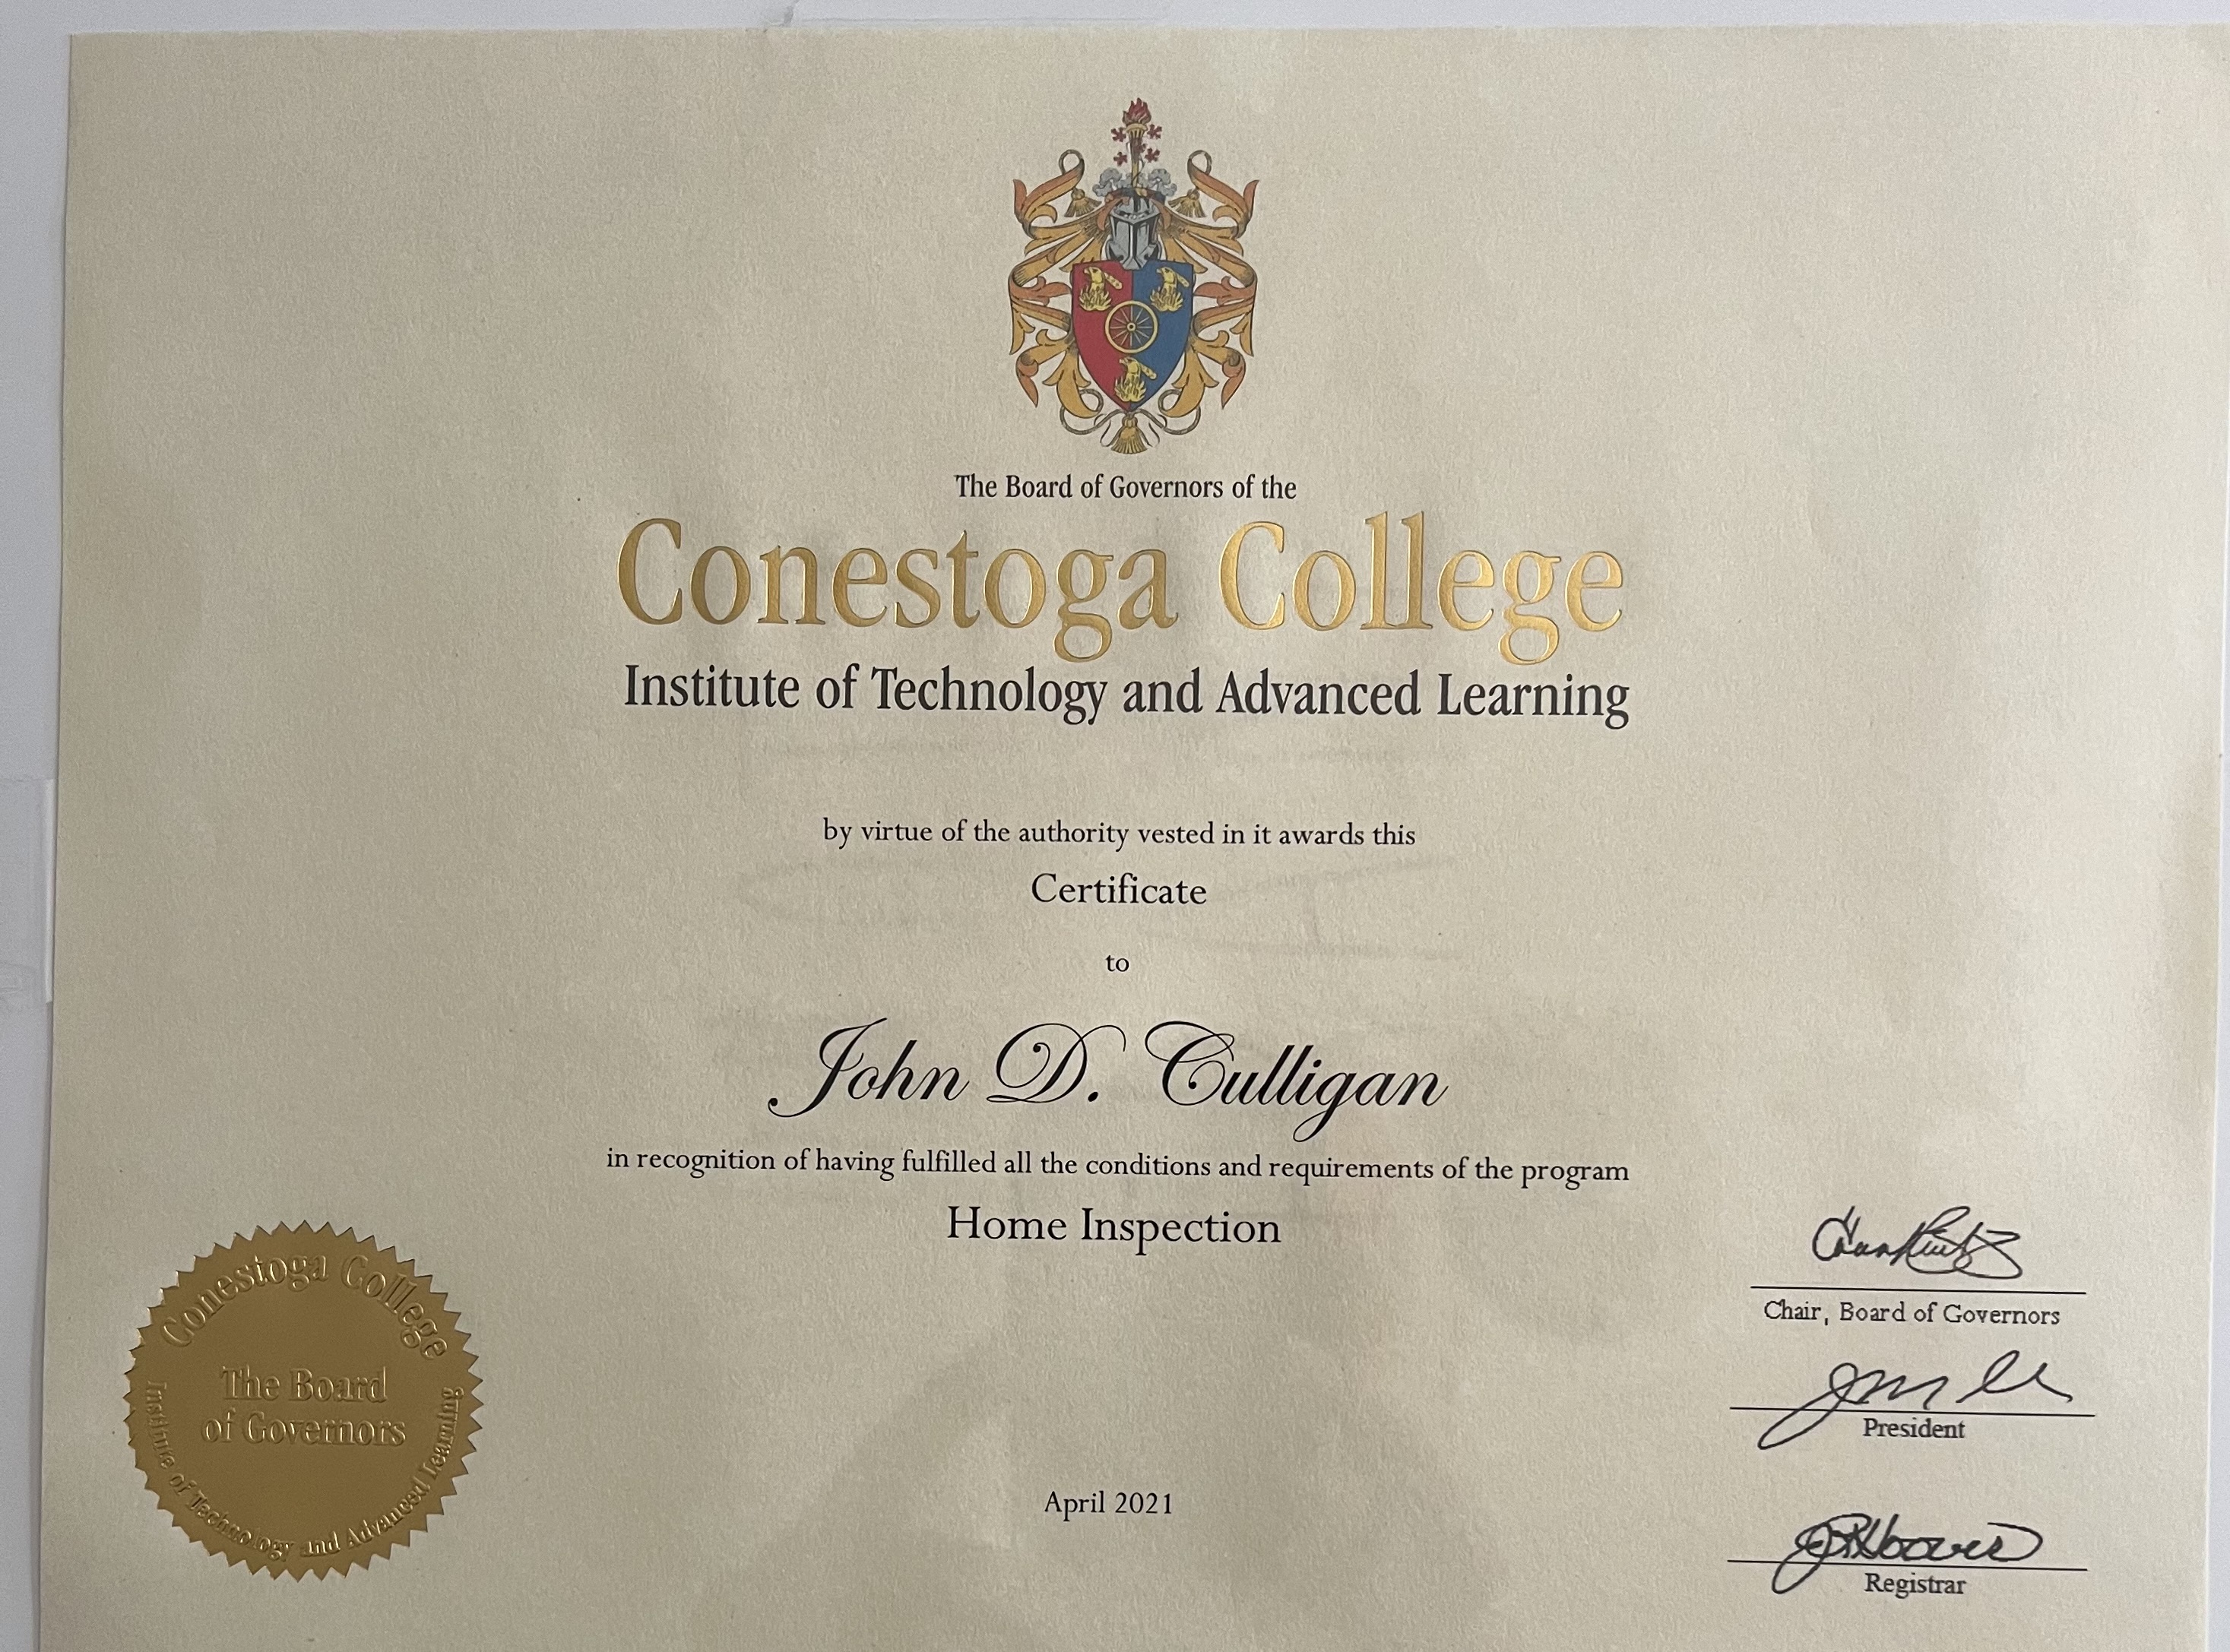 The Board of Governors of the
Conestoga College
Institute of Technology and Advanced Learning
by virtue of the authority vested in it awards this
Certificate
to
John D. Culligan
in recognition of having fulfilled all the conditions and requirements of the program
Home Inspection
Conestoga College
The Board
of Governors
Institute of Technology and Advanced Learning
April 2021
Chair, Board of Governors
President
Registrar